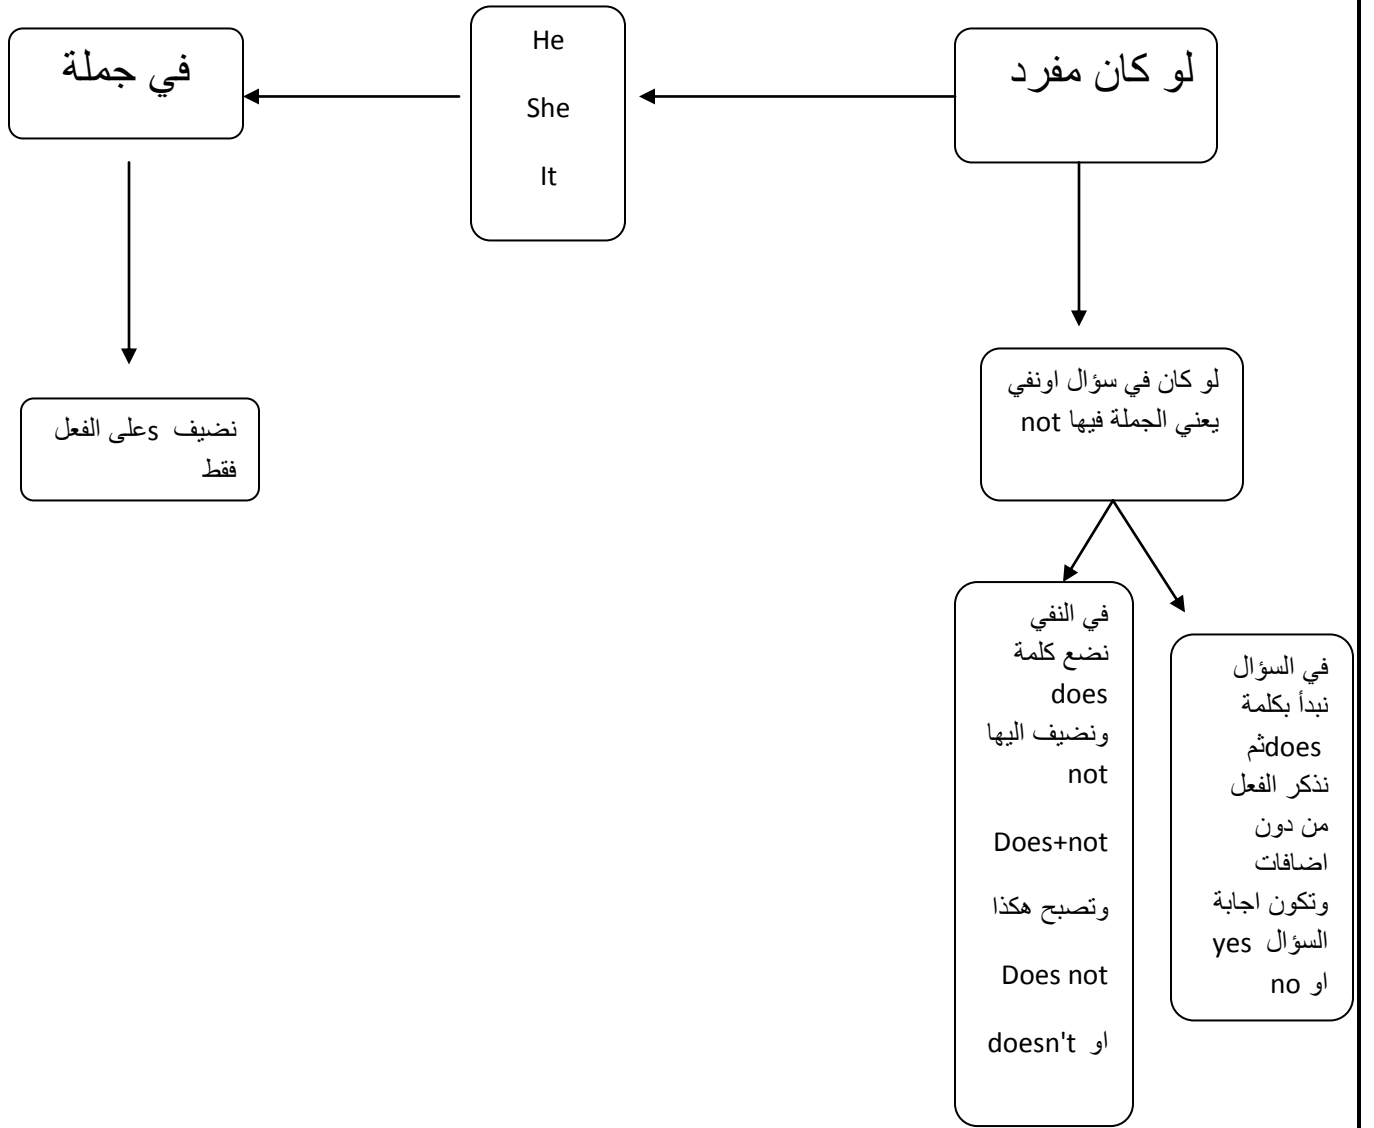 لو كان مفرد
He
She
It
في جملة
نضيف sعلى الفعل
فقط
لو كان في سؤال اونفي
يعني الجملة فيها not
في السؤال
نبدأ بكلمة
doesثم
نذكر الفعل
من دون
اضافات
وتكون اجابة
السؤال yes
او no
في النفي
نضع كلمة
does
ونضيف اليها
not
Does+not
وتصبح هكذا
Does not
او doesn't